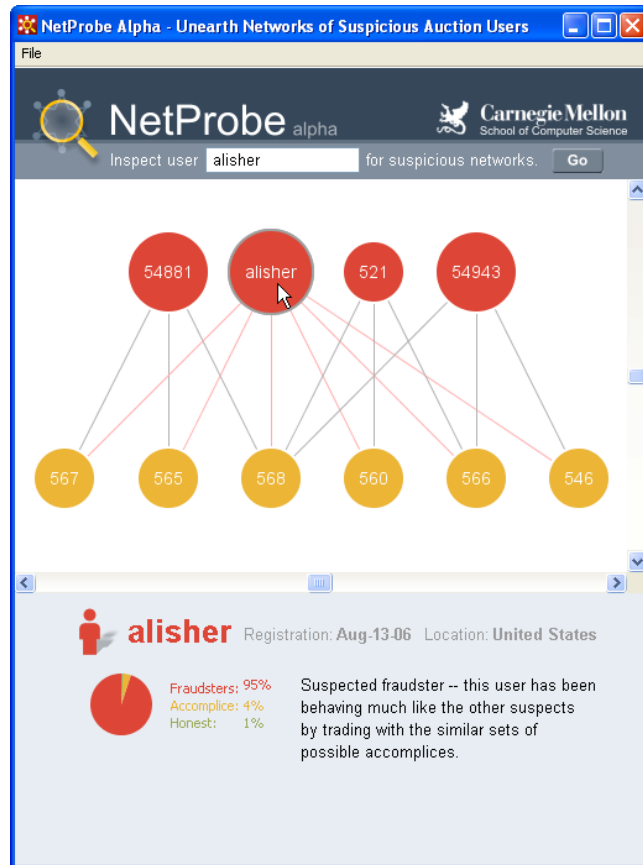 NetProbe Alpha - Unearth Networks of Suspicious Auction Users
File
NetProbe alpha
Carnegie Mellon
School of Computer Science
Inspect user alisher for suspicious networks. Go
54881 alisher 521 54943
567 565 568 560 566 546
alisher Registration: Aug-13-06 Location: United States
Fraudsters: 95%
Accomplice: 4%
Honest: 1%
Suspected fraudster -- this user has been
behaving much like the other suspects
by trading with the similar sets of
possible accomplices.